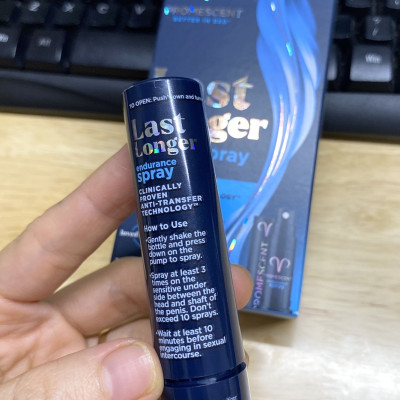 PROMESCENT
BETTER IN BED™
Last
Longer
spray
TO OPEN: Push down and turn
Last
Longer
endurance
spray
CLINICALLY
PROVEN
ANTI-TRANSFER
TECHNOLOGY™
How to Use
•Gently shake the
bottle and press
down on the
pump to spray.
•Spray at least 3
times on the
sensitive under
side between the
head and shaft of
the penis. Don't
exceed 10 sprays.
•Wait at least 10
minutes before
engaging in sexual
intercourse.
PROMESCENT